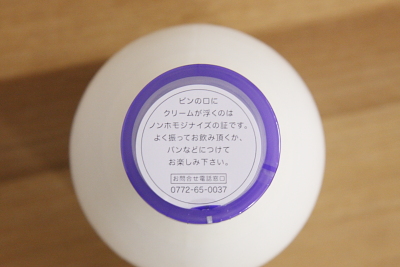 ビンの口に
クリームが浮くのは
ノンホモジナイズの証です。
よく振ってお飲み頂くか、
パンなどにつけて
お楽しみ下さい。
お問合せ電話窓口
0772-65-0037